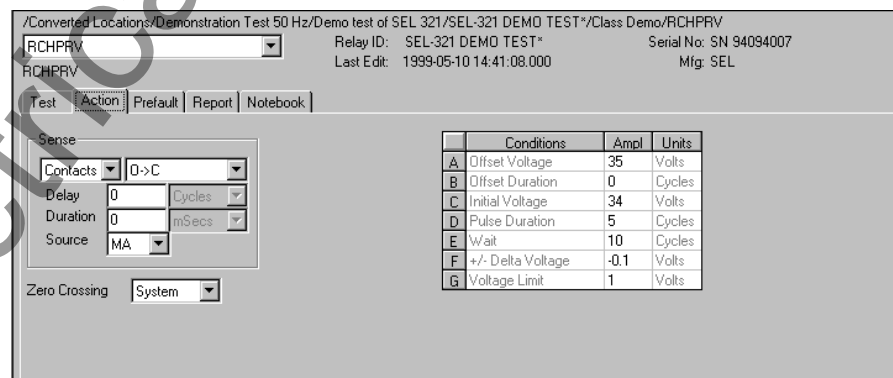 /Converted Locations/Demonstration Test 50 Hz/Demo test of SEL 321/SEL-321 DEMO TEST*/Class Demo/RCHPRV
RCHPRV
Relay ID: SEL-321 DEMO TEST*
Serial No: SN 94094007
RCHPRV
Last Edit: 1999-05-10 14:41:08.000
Mfg: SEL
Test Action Prefault Report Notebook
Sense
Contacts O->C
Delay 0 Cycles
Duration 0 mSecs
Source MA
Zero Crossing System
Conditions Ampl Units
A Offset Voltage 35 Volts
B Offset Duration 0 Cycles
C Initial Voltage 34 Volts
D Pulse Duration 5 Cycles
E Wait 10 Cycles
F +/- Delta Voltage -0.1 Volts
G Voltage Limit 1 Volts